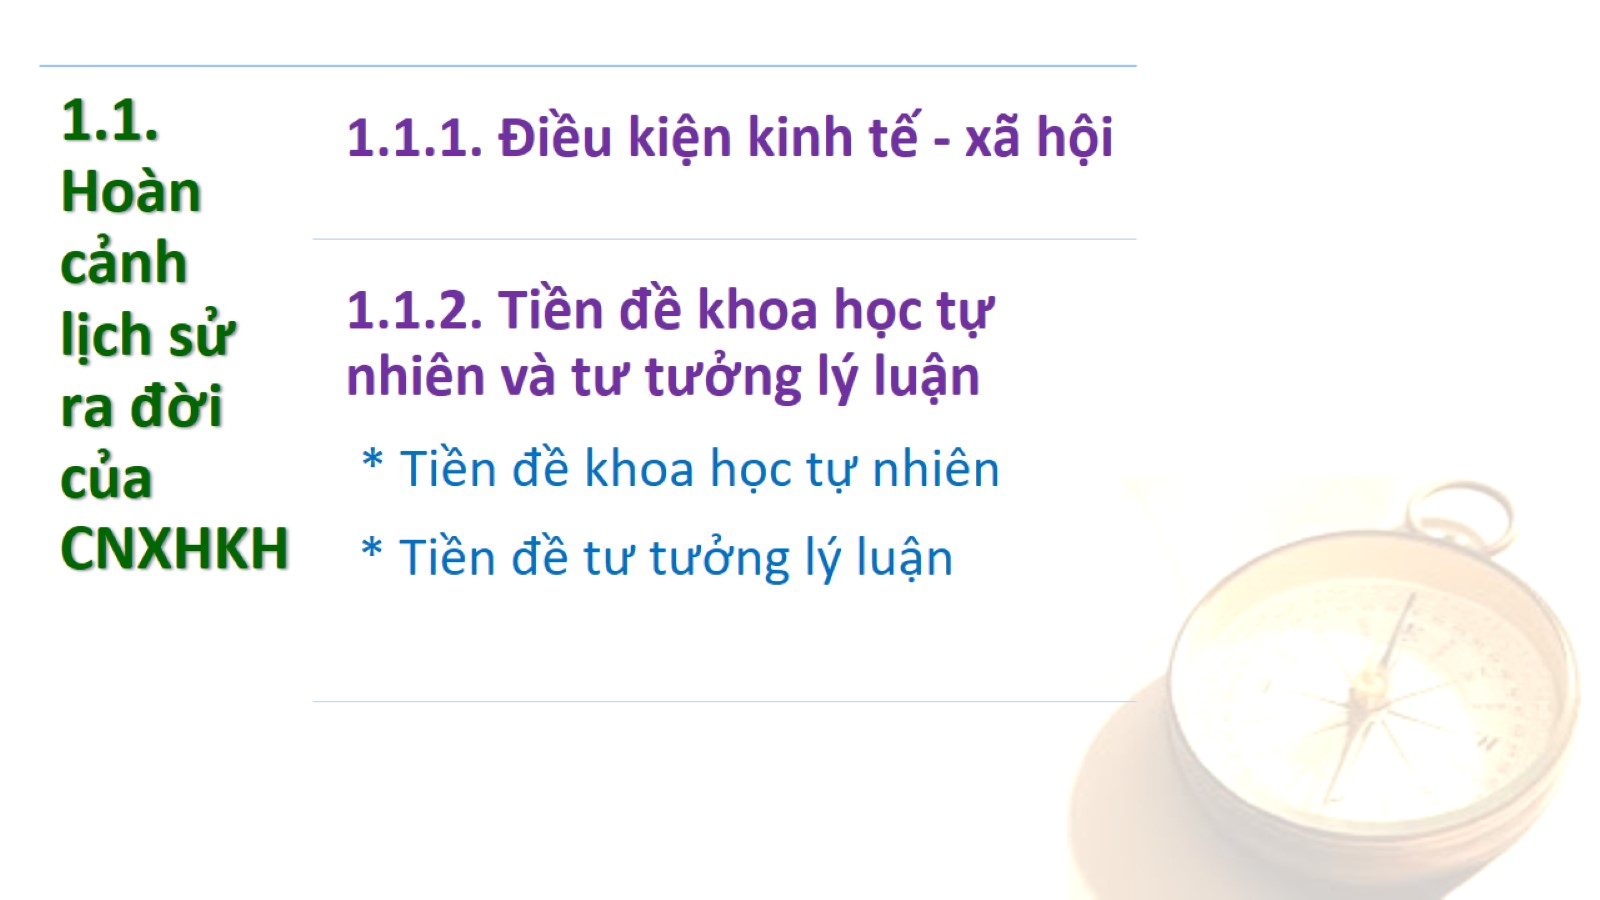 1.1.
Hoàn
cảnh
lịch sử
ra đời
của
CNXHKH
1.1.1. Điều kiện kinh tế - xã hội
1.1.2. Tiền đề khoa học tự
nhiên và tư tưởng lý luận
* Tiền đề khoa học tự nhiên
* Tiền đề tư tưởng lý luận